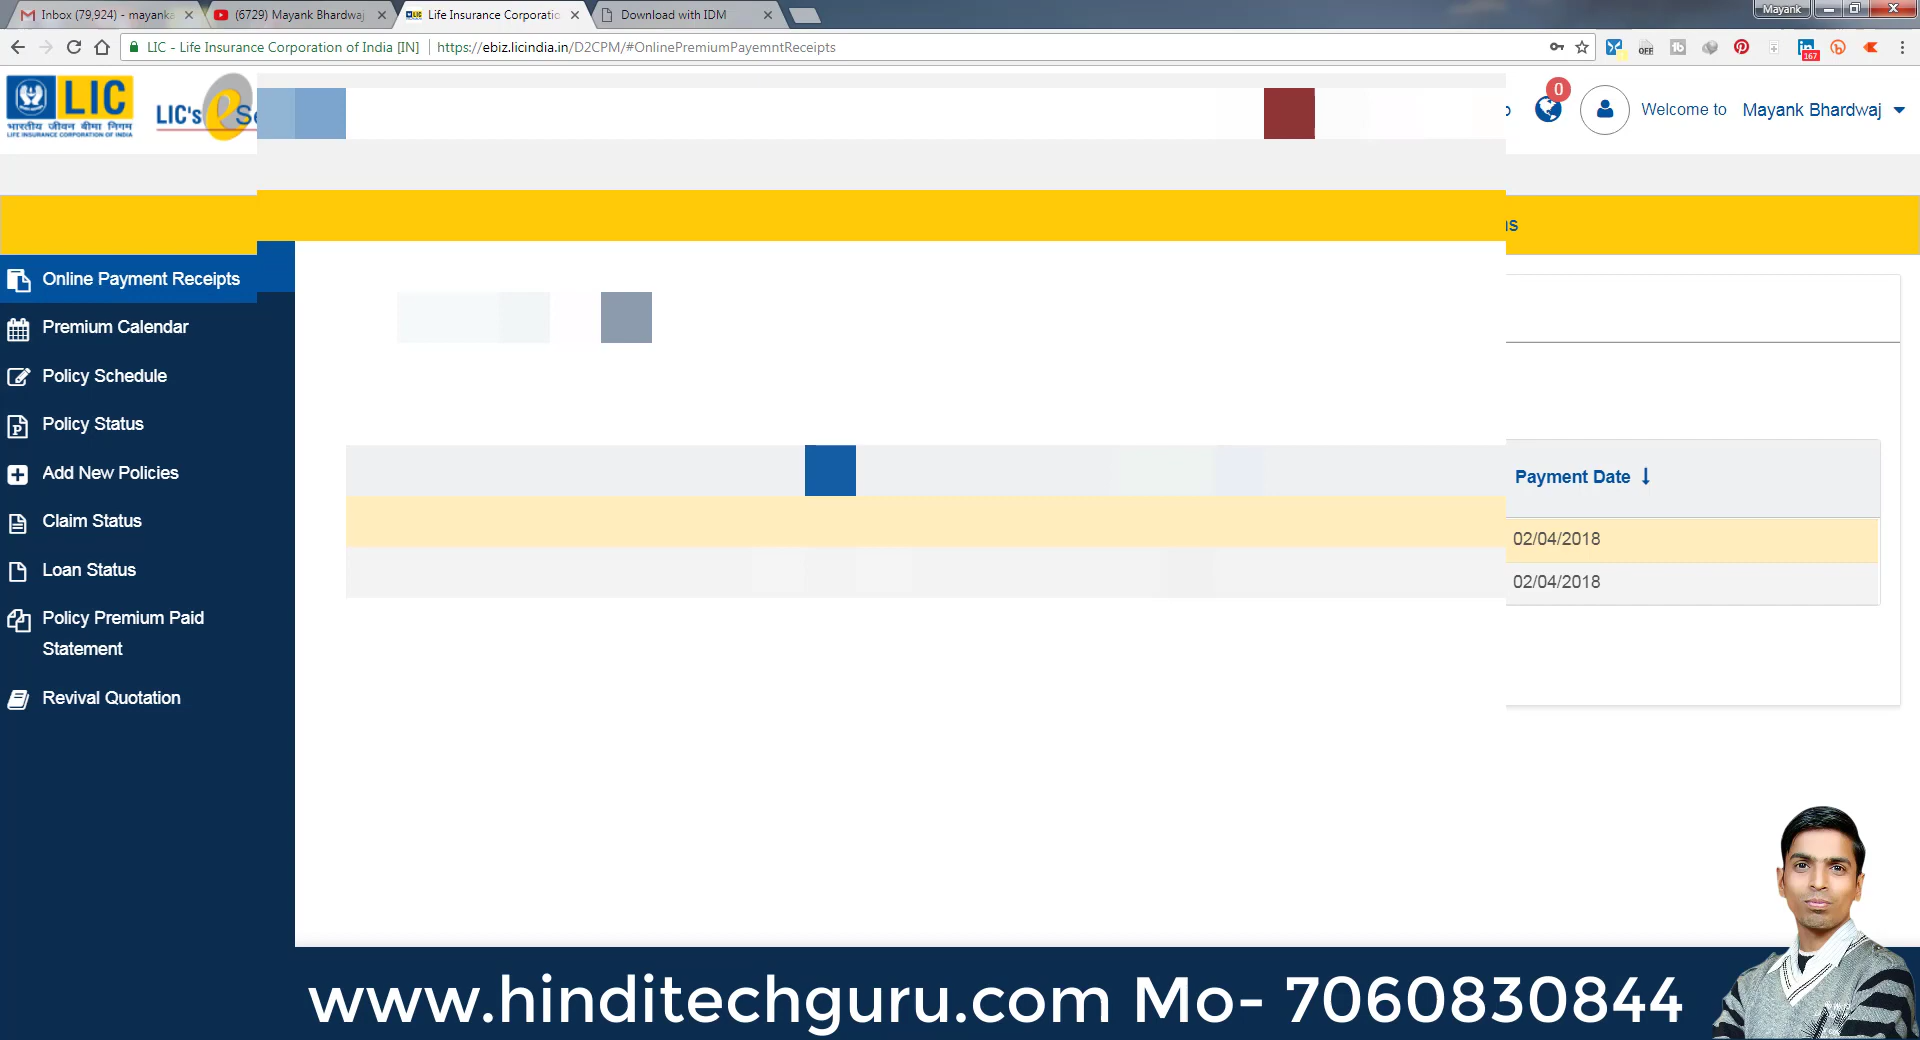 Inbox (79,924) - mayanka
(6729) Mayank Bhardwaj
Life Insurance Corporatio
Download with IDM
Mayank
LIC - Life Insurance Corporation of India [IN]
https://ebiz.licindia.in/D2CPM/#OnlinePremiumPayemntReceipts
OFF
167
LIC
भारतीय जीवन बीमा निगम
LIFE INSURANCE CORPORATION OF INDIA
LIC's e Se
0
Welcome to Mayank Bhardwaj
Online Payment Receipts
Premium Calendar
Policy Schedule
Policy Status
Add New Policies
Claim Status
Loan Status
Policy Premium Paid
Statement
Revival Quotation
Payment Date
02/04/2018
02/04/2018
www.hinditechguru.com Mo- 7060830844